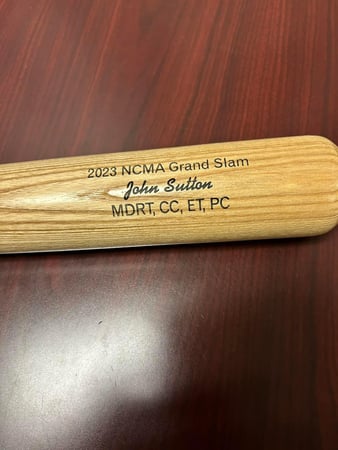 2023 NCMA Grand Slam
John Sutton
MDRT, CC, ET, PC